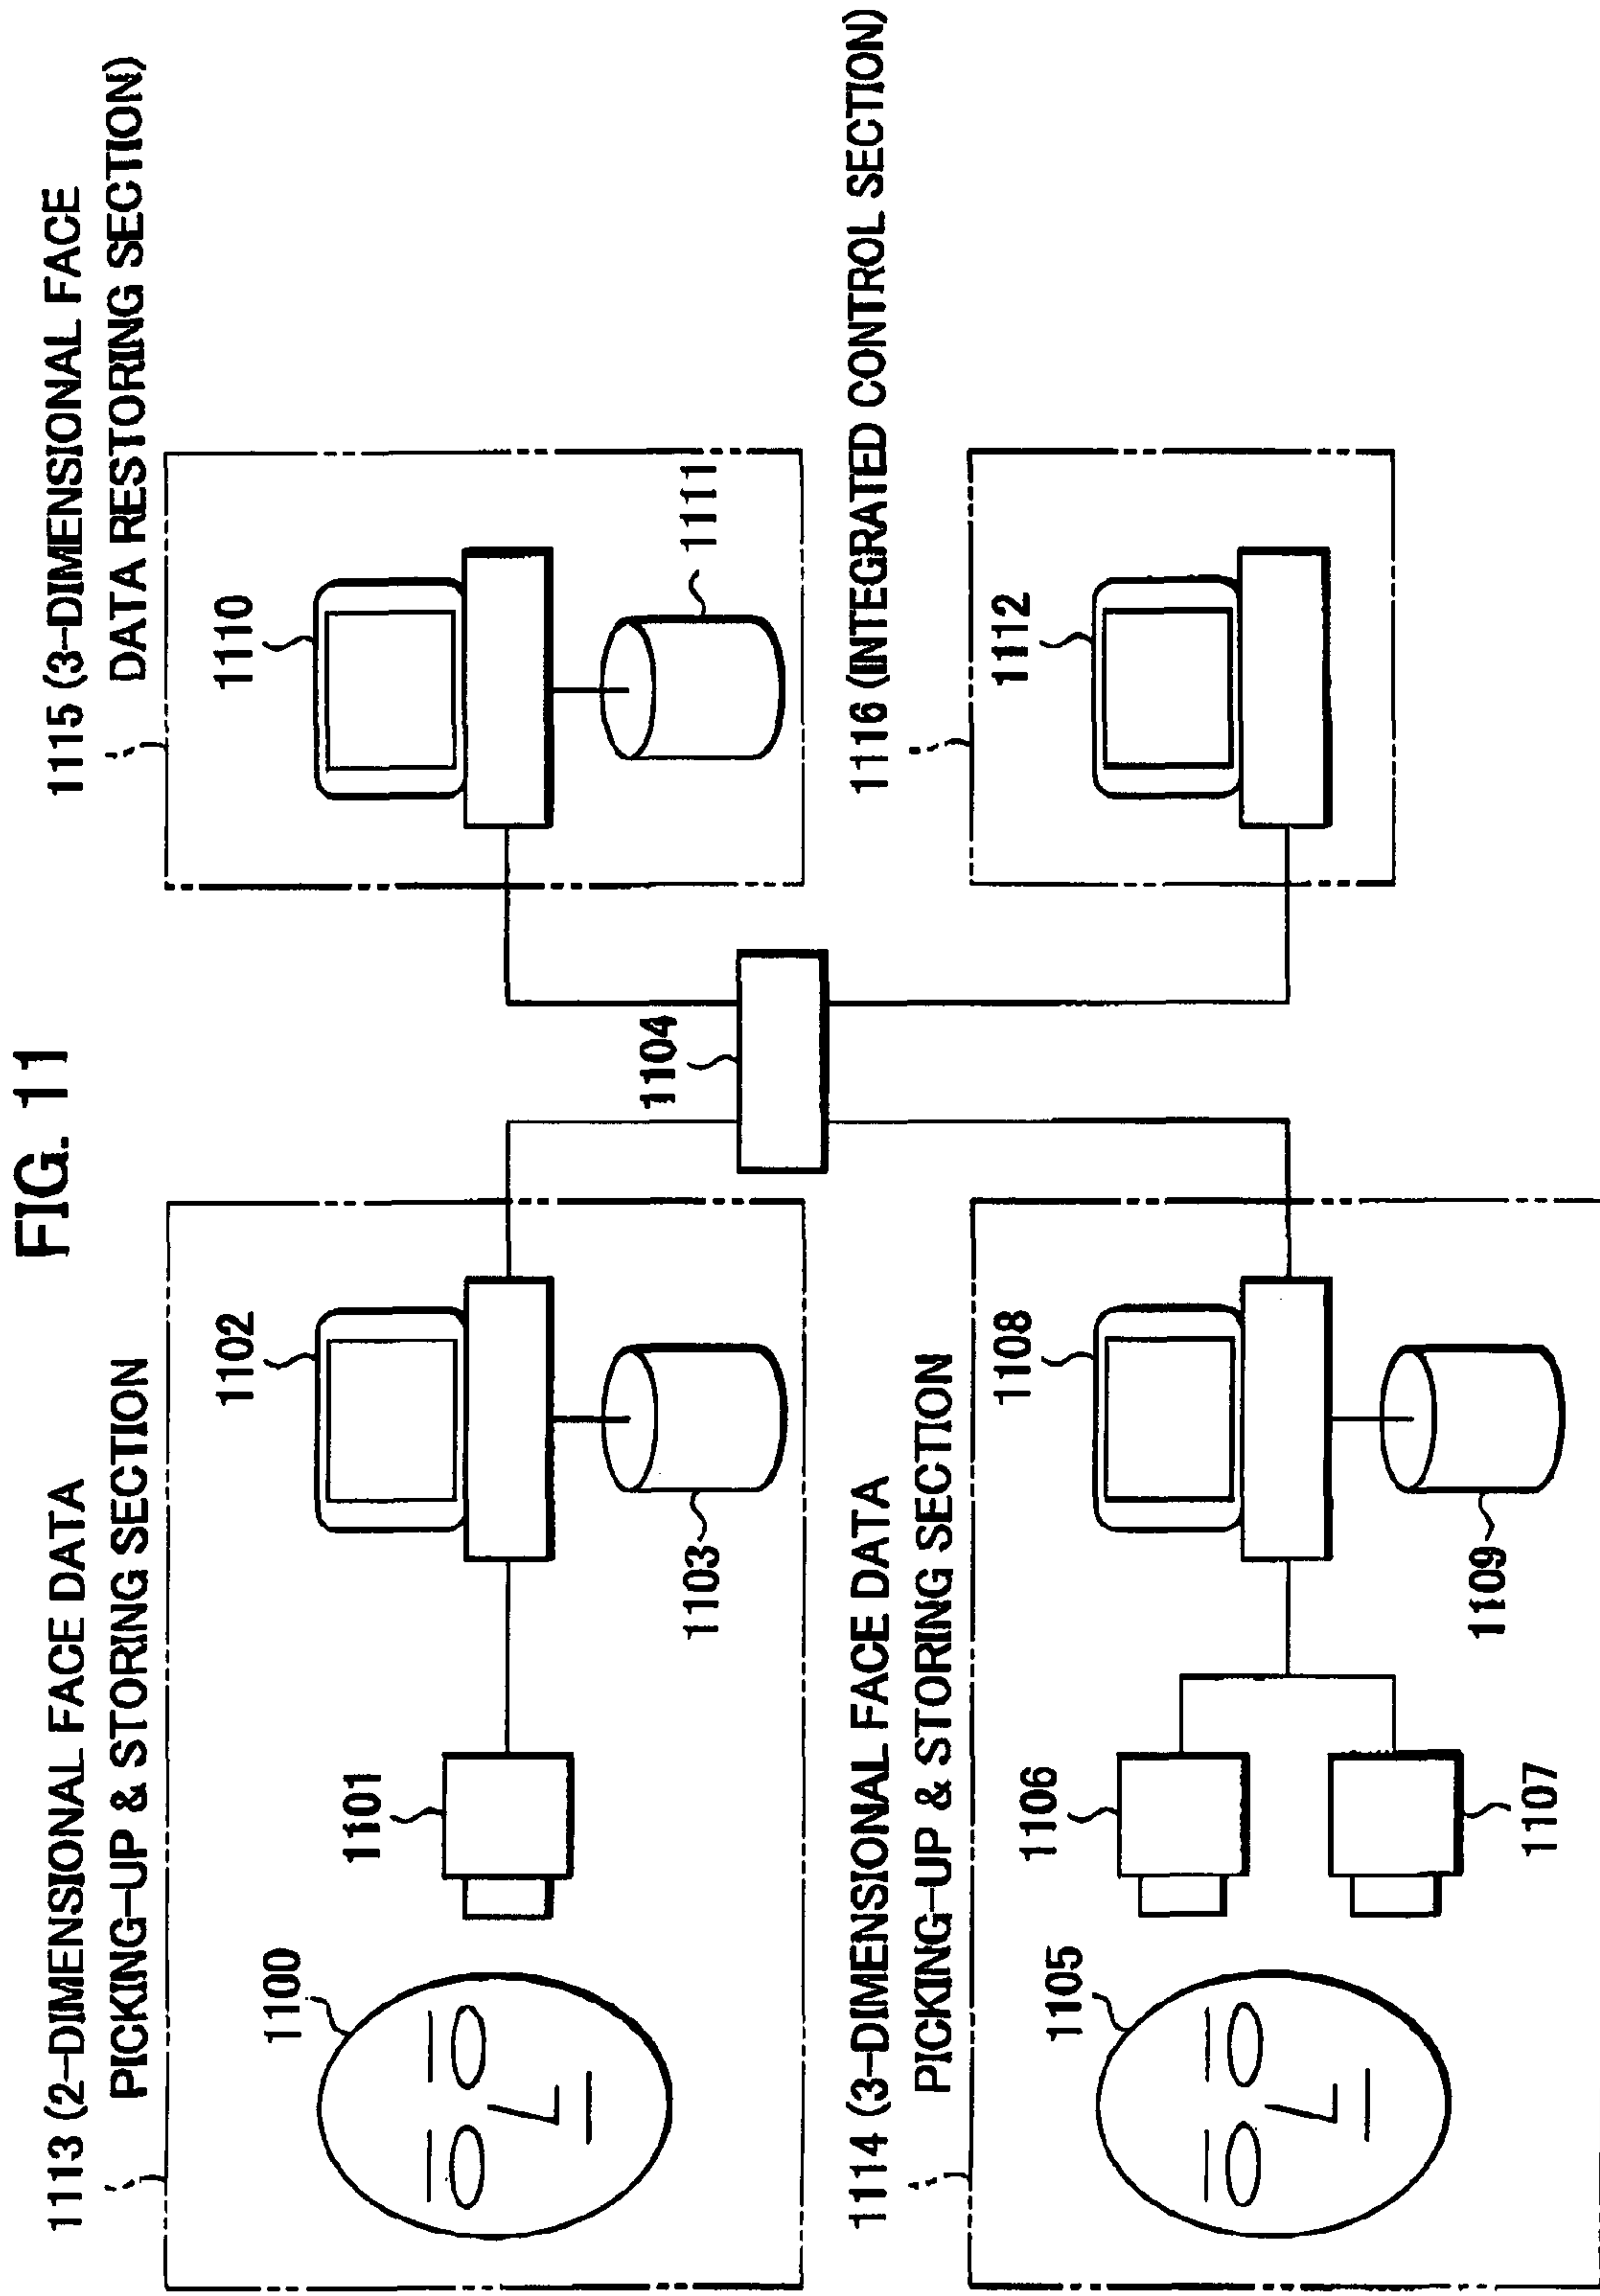 FIG. 11
1113 (2-DIMENSIONAL FACE DATA
PICKING-UP & STORING SECTION
1115 (3-DIMENSIONAL FACE
DATA RESTORING SECTION)
1100
1101
1102
1103
1104
1110
1111
1114 (3-DIMENSIONAL FACE DATA
PICKING-UP & STORING SECTION
1116 (INTEGRATED CONTROL SECTION)
1105
1106
1107
1108
1109
1112